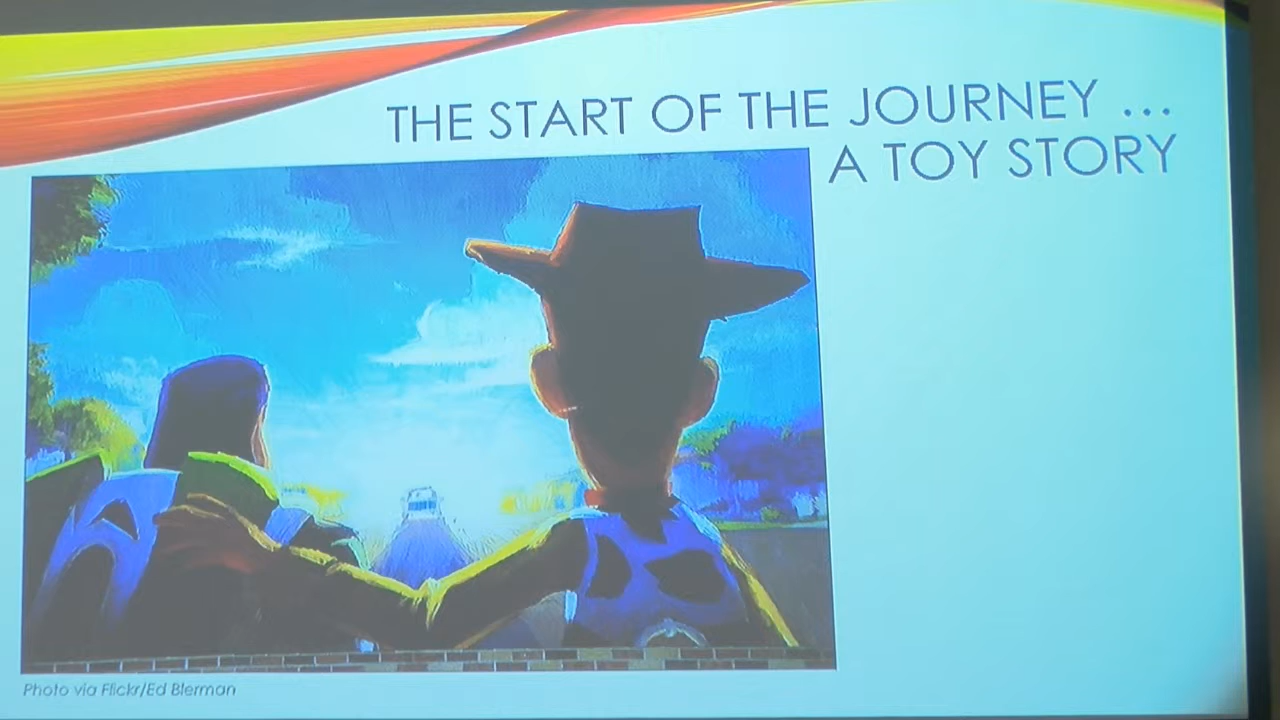 THE START OF THE JOURNEY ...
A TOY STORY
Photo via Flickr/Ed Bierman